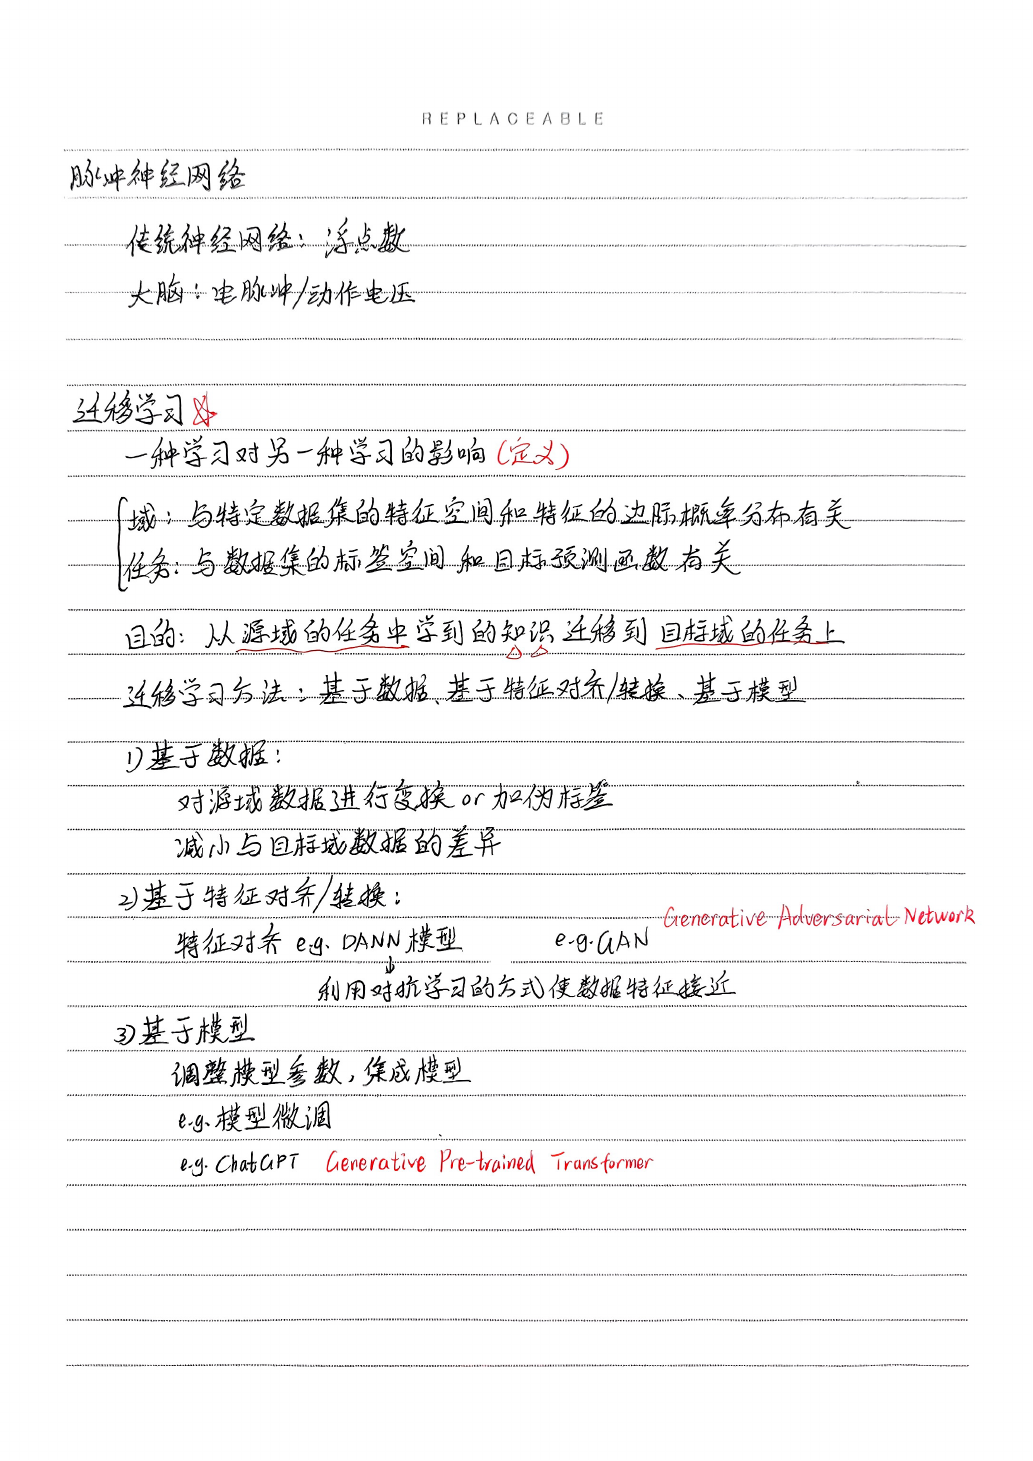 REPLACEABLE
脉冲神经网络
传统神经网络：浮点数
大脑：电脉冲/动作电压
迁移学习
一种学习对另一种学习的影响（定义）
域：与特定数据集的特征空间和特征的边际概率分布有关
任务：与数据集的标签空间和目标预测函数有关
目的：从源域的任务中学到的知识迁移到目标域的任务上
迁移学习方法：基于数据、基于特征对齐/转换、基于模型
1)基于数据：
对源域数据进行变换or加伪标签
减小与目标域数据的差异
2)基于特征对齐/转换：
特征对齐 e.g. DANN模型 e.g.GAN Generative Adversarial Network
利用对抗学习的方式使数据特征接近
3)基于模型
调整模型参数，集成模型
e.g.模型微调
e.g. ChatGPT Generative Pre-trained Transformer